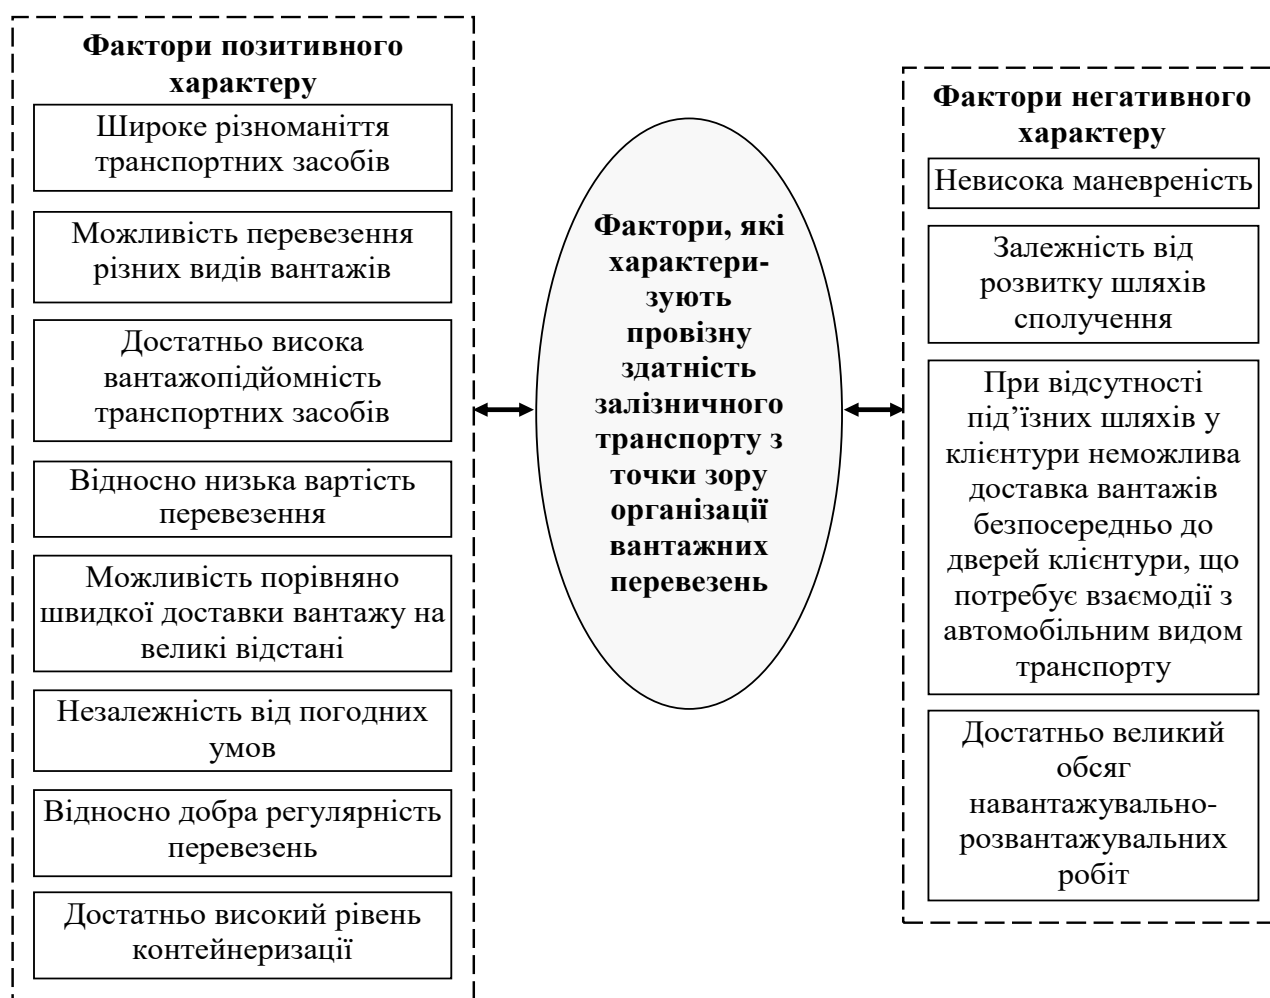 Фактори позитивного
характеру
Широке різноманіття
транспортних засобів
Можливість перевезення
різних видів вантажів
Достатньо висока
вантажопідйомність
транспортних засобів
Відносно низька вартість
перевезення
Можливість порівняно
швидкої доставки вантажу на
великі відстані
Незалежність від погодних
умов
Відносно добра регулярність
перевезень
Достатньо високий рівень
контейнеризації
Фактори, які
характери-
зують
провізну
здатність
залізничного
транспорту з
точки зору
організації
вантажних
перевезень
Фактори негативного
характеру
Невисока маневреність
Залежність від
розвитку шляхів
сполучення
При відсутності
під’їзних шляхів у
клієнтури неможлива
доставка вантажів
безпосередньо до
дверей клієнтури, що
потребує взаємодії з
автомобільним видом
транспорту
Достатньо великий
обсяг
навантажувально-
розвантажувальних
робіт